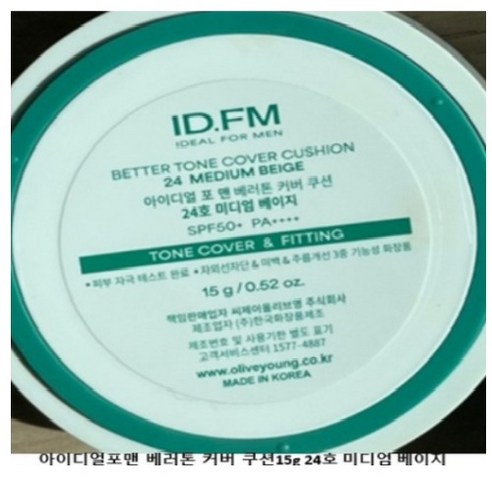 ID.FM
IDEAL FOR MEN
BETTER TONE COVER CUSHION
24 MEDIUM BEIGE
아이디얼 포 맨 베러톤 커버 쿠션
24호 미디엄 베이지
SPF50+ PA++++
TONE COVER & FITTING
•피부 자극 테스트 완료 •자외선차단 & 미백 & 주름개선 3중 기능성 화장품
15 g / 0.52 oz.
책임판매업자 씨제이올리브영 주식회사
제조업자 (주)한국화장품제조
제조번호 및 사용기한 별도 표기
고객서비스센터 1577-4887
www.oliveyoung.co.kr
MADE IN KOREA
아이디얼포맨 베러톤 커버 쿠션15g 24호 미디엄 베이지